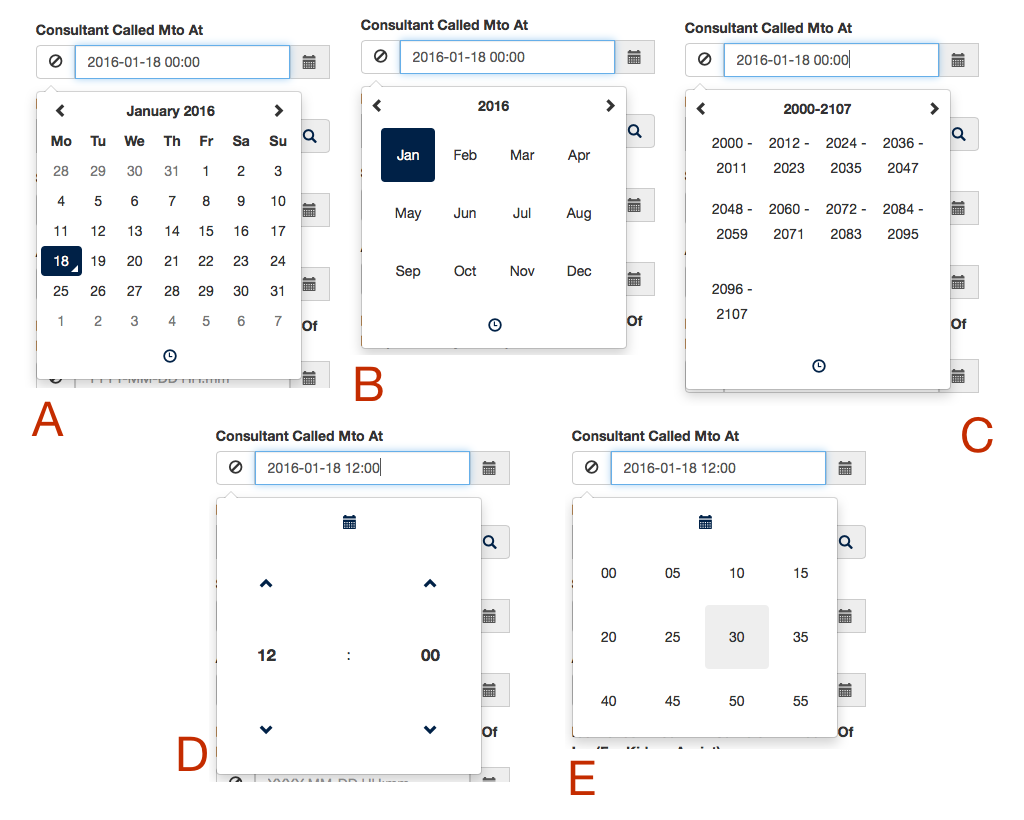 Consultant Called Mto At
2016-01-18 00:00
January 2016
Mo Tu We Th Fr Sa Su
28 29 30 31 1 2 3
4 5 6 7 8 9 10
11 12 13 14 15 16 17
18 19 20 21 22 23 24
25 26 27 28 29 30 31
1 2 3 4 5 6 7
Of
A
Consultant Called Mto At
2016-01-18 00:00
2016
Jan Feb Mar Apr
May Jun Jul Aug
Sep Oct Nov Dec
Of
B
Consultant Called Mto At
2016-01-18 00:00
2000-2107
2000 - 2012 - 2024 - 2036 -
2011 2023 2035 2047
2048 - 2060 - 2072 - 2084 -
2059 2071 2083 2095
2096 -
2107
Of
C
Consultant Called Mto At
2016-01-18 12:00
12 : 00
Of
D
Consultant Called Mto At
2016-01-18 12:00
00 05 10 15
20 25 30 35
40 45 50 55
Of
E